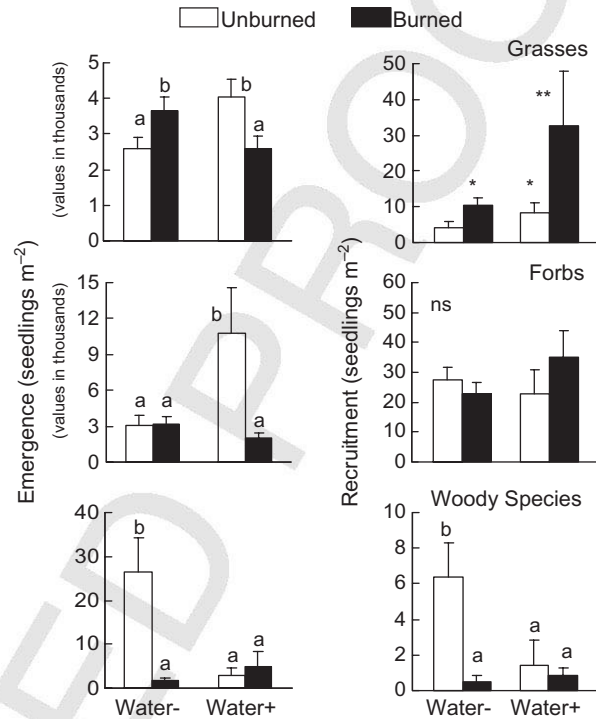 Unburned Burned
Grasses
5
4
3
2
1
0
(values in thousands)
a b b a
50
40
30
20
10
0
* * **
Forbs
15
12
9
6
3
0
(values in thousands)
a a b a
60
50
40
30
20
10
0
ns
Emergence (seedlings m−2)
Recruitment (seedlings m−2)
Woody Species
40
30
20
10
0
b a a a
10
8
6
4
2
0
b a a a
Water- Water+
Water- Water+
ED PROO